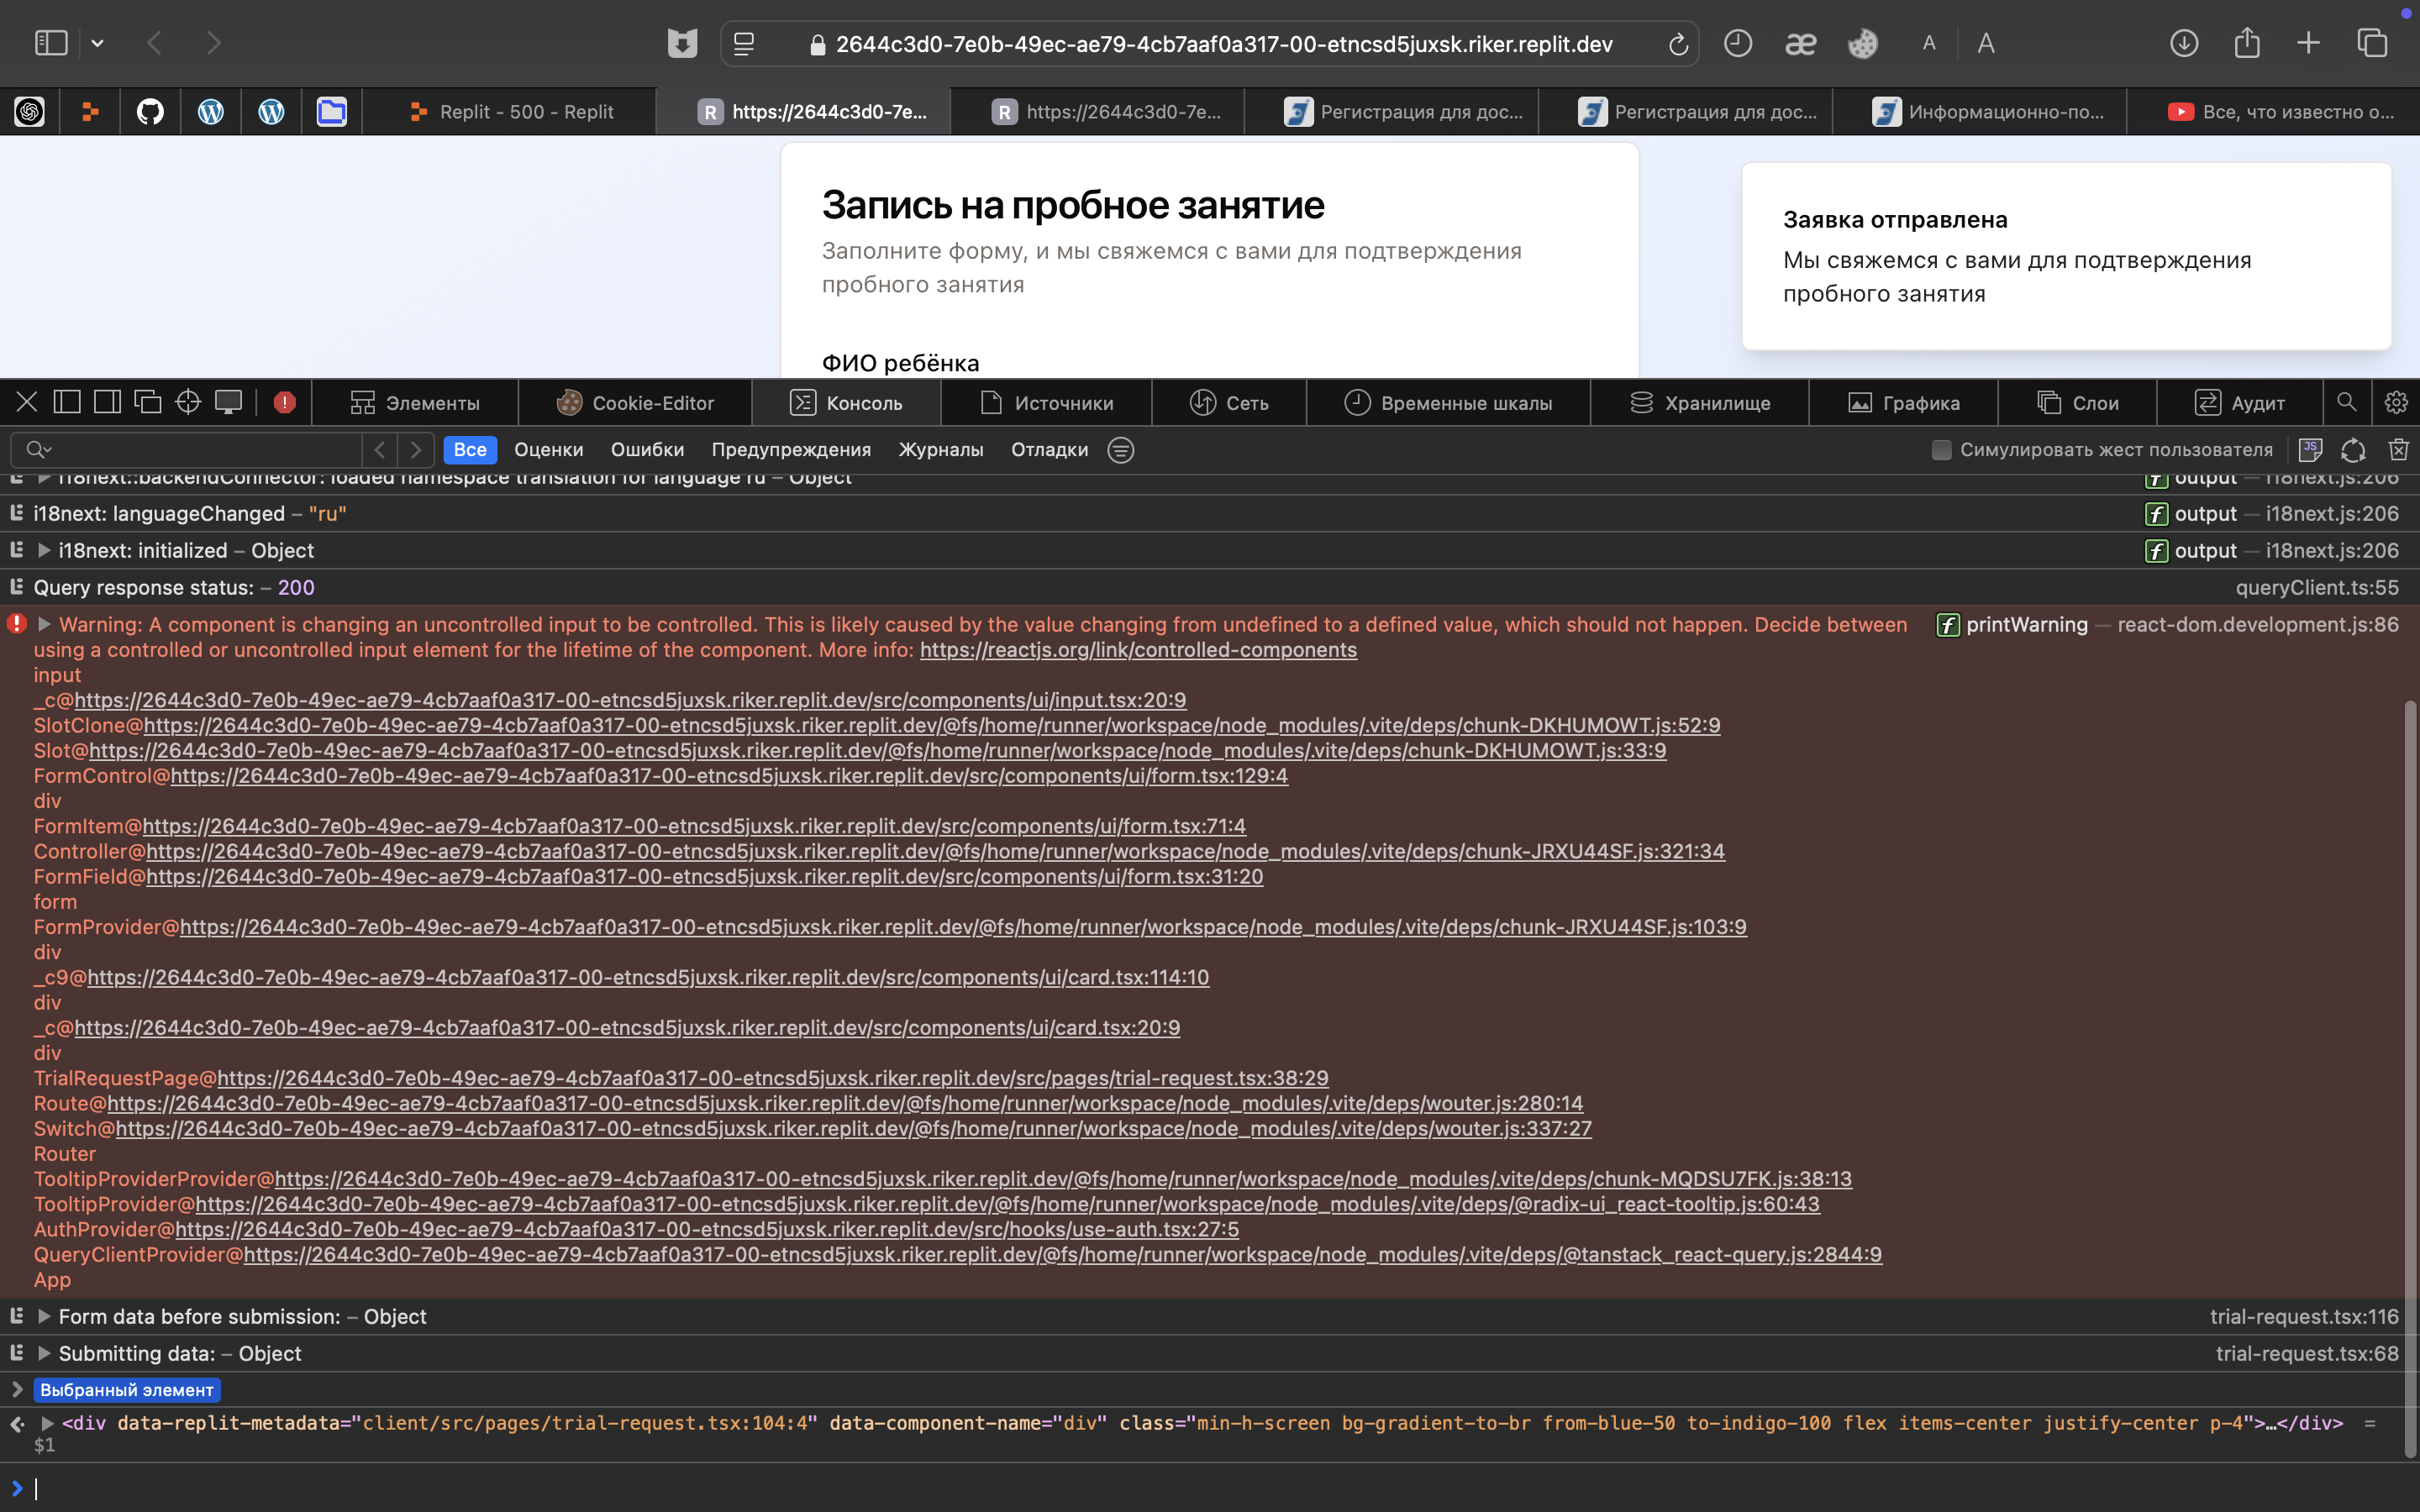 2644c3d0-7e0b-49ec-ae79-4cb7aaf0a317-00-etncsd5juxsk.riker.replit.dev
æ A A
Replit - 500 - Replit
R https://2644c3d0-7e...
R https://2644c3d0-7e...
Регистрация для дос...
Регистрация для дос...
Информационно-по...
Все, что известно о...
Запись на пробное занятие
Заполните форму, и мы свяжемся с вами для подтверждения
пробного занятия
ФИО ребёнка
Заявка отправлена
Мы свяжемся с вами для подтверждения
пробного занятия
Элементы Cookie-Editor Консоль Источники Сеть Временные шкалы Хранилище Графика Слои Аудит
Все Оценки Ошибки Предупреждения Журналы Отладки Симулировать жест пользователя
i18next::backendConnector: loaded namespace translation for language ru – Object output — i18next.js:206
i18next: languageChanged – "ru" output — i18next.js:206
i18next: initialized – Object output — i18next.js:206
Query response status: – 200 queryClient.ts:55
Warning: A component is changing an uncontrolled input to be controlled. This is likely caused by the value changing from undefined to a defined value, which should not happen. Decide between printWarning — react-dom.development.js:86
using a controlled or uncontrolled input element for the lifetime of the component. More info: https://reactjs.org/link/controlled-components
input
_c@https://2644c3d0-7e0b-49ec-ae79-4cb7aaf0a317-00-etncsd5juxsk.riker.replit.dev/src/components/ui/input.tsx:20:9
SlotClone@https://2644c3d0-7e0b-49ec-ae79-4cb7aaf0a317-00-etncsd5juxsk.riker.replit.dev/@fs/home/runner/workspace/node_modules/.vite/deps/chunk-DKHUMOWT.js:52:9
Slot@https://2644c3d0-7e0b-49ec-ae79-4cb7aaf0a317-00-etncsd5juxsk.riker.replit.dev/@fs/home/runner/workspace/node_modules/.vite/deps/chunk-DKHUMOWT.js:33:9
FormControl@https://2644c3d0-7e0b-49ec-ae79-4cb7aaf0a317-00-etncsd5juxsk.riker.replit.dev/src/components/ui/form.tsx:129:4
div
FormItem@https://2644c3d0-7e0b-49ec-ae79-4cb7aaf0a317-00-etncsd5juxsk.riker.replit.dev/src/components/ui/form.tsx:71:4
Controller@https://2644c3d0-7e0b-49ec-ae79-4cb7aaf0a317-00-etncsd5juxsk.riker.replit.dev/@fs/home/runner/workspace/node_modules/.vite/deps/chunk-JRXU44SF.js:321:34
FormField@https://2644c3d0-7e0b-49ec-ae79-4cb7aaf0a317-00-etncsd5juxsk.riker.replit.dev/src/components/ui/form.tsx:31:20
form
FormProvider@https://2644c3d0-7e0b-49ec-ae79-4cb7aaf0a317-00-etncsd5juxsk.riker.replit.dev/@fs/home/runner/workspace/node_modules/.vite/deps/chunk-JRXU44SF.js:103:9
div
_c9@https://2644c3d0-7e0b-49ec-ae79-4cb7aaf0a317-00-etncsd5juxsk.riker.replit.dev/src/components/ui/card.tsx:114:10
div
_c@https://2644c3d0-7e0b-49ec-ae79-4cb7aaf0a317-00-etncsd5juxsk.riker.replit.dev/src/components/ui/card.tsx:20:9
div
TrialRequestPage@https://2644c3d0-7e0b-49ec-ae79-4cb7aaf0a317-00-etncsd5juxsk.riker.replit.dev/src/pages/trial-request.tsx:38:29
Route@https://2644c3d0-7e0b-49ec-ae79-4cb7aaf0a317-00-etncsd5juxsk.riker.replit.dev/@fs/home/runner/workspace/node_modules/.vite/deps/wouter.js:280:14
Switch@https://2644c3d0-7e0b-49ec-ae79-4cb7aaf0a317-00-etncsd5juxsk.riker.replit.dev/@fs/home/runner/workspace/node_modules/.vite/deps/wouter.js:337:27
Router
TooltipProviderProvider@https://2644c3d0-7e0b-49ec-ae79-4cb7aaf0a317-00-etncsd5juxsk.riker.replit.dev/@fs/home/runner/workspace/node_modules/.vite/deps/chunk-MQDSU7FK.js:38:13
TooltipProvider@https://2644c3d0-7e0b-49ec-ae79-4cb7aaf0a317-00-etncsd5juxsk.riker.replit.dev/@fs/home/runner/workspace/node_modules/.vite/deps/@radix-ui_react-tooltip.js:60:43
AuthProvider@https://2644c3d0-7e0b-49ec-ae79-4cb7aaf0a317-00-etncsd5juxsk.riker.replit.dev/src/hooks/use-auth.tsx:27:5
QueryClientProvider@https://2644c3d0-7e0b-49ec-ae79-4cb7aaf0a317-00-etncsd5juxsk.riker.replit.dev/@fs/home/runner/workspace/node_modules/.vite/deps/@tanstack_react-query.js:2844:9
App
Form data before submission: – Object trial-request.tsx:116
Submitting data: – Object trial-request.tsx:68
Выбранный элемент
<div data-replit-metadata="client/src/pages/trial-request.tsx:104:4" data-component-name="div" class="min-h-screen bg-gradient-to-br from-blue-50 to-indigo-100 flex items-center justify-center p-4">…</div> =
$1